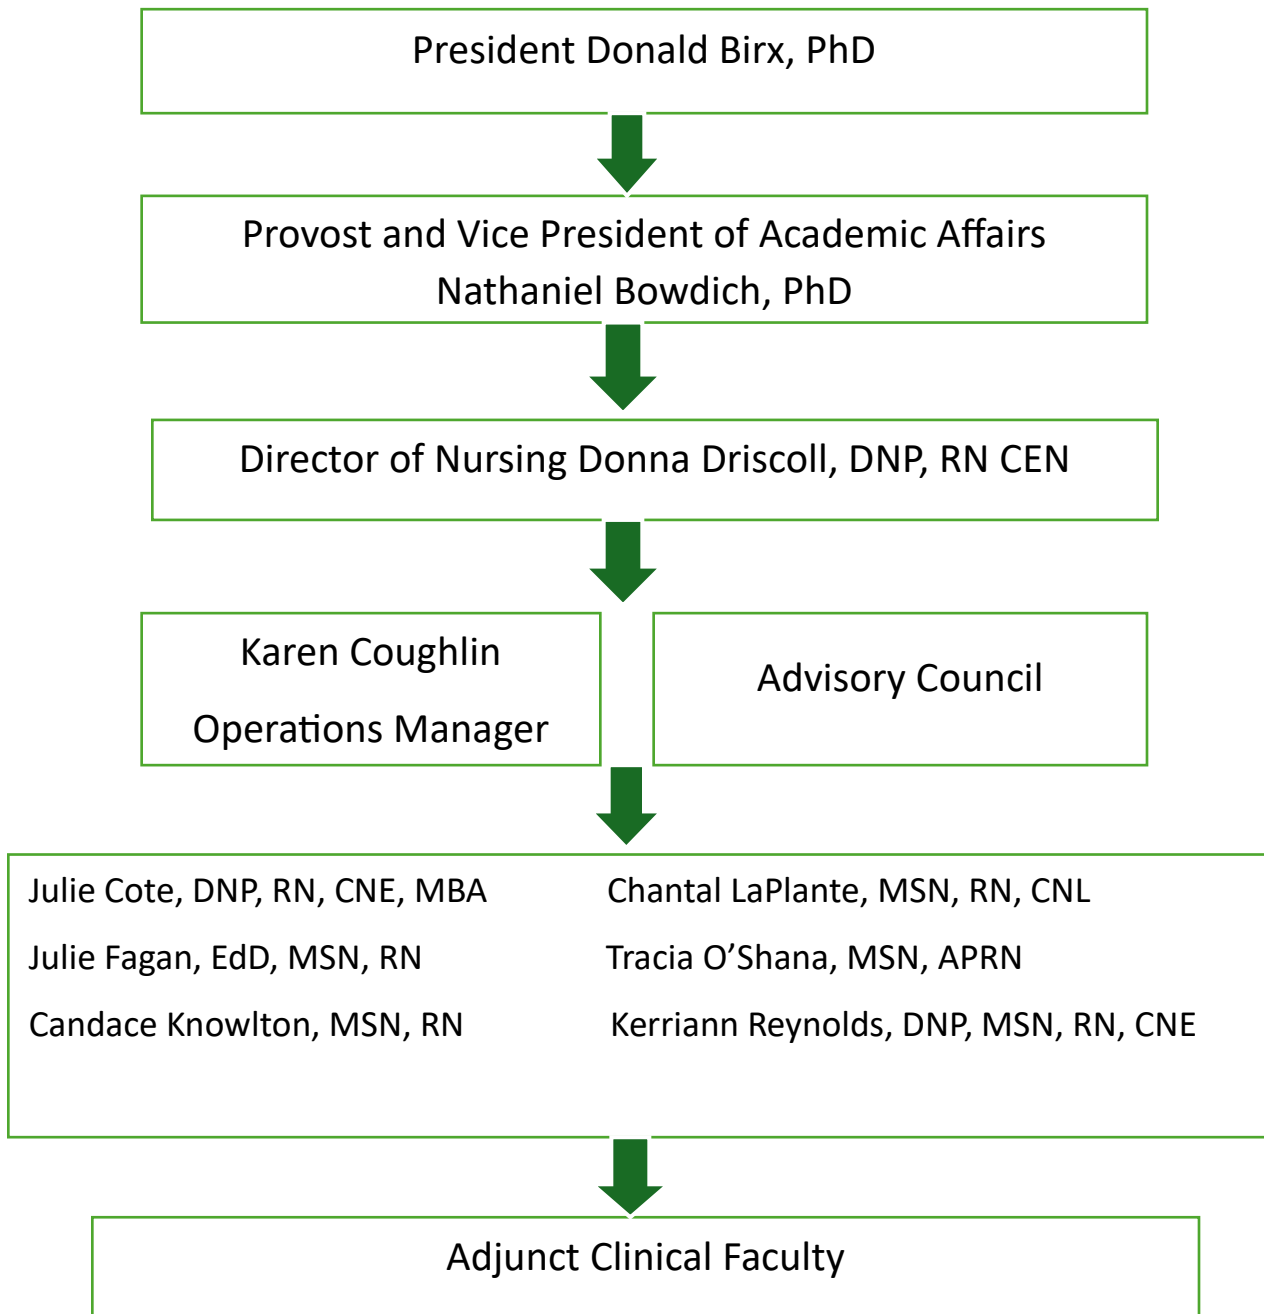 President Donald Birx, PhD
Provost and Vice President of Academic Affairs
Nathaniel Bowdich, PhD
Director of Nursing Donna Driscoll, DNP, RN CEN
Karen Coughlin
Operations Manager
Advisory Council
Julie Cote, DNP, RN, CNE, MBA
Chantal LaPlante, MSN, RN, CNL
Julie Fagan, EdD, MSN, RN
Tracia O’Shana, MSN, APRN
Candace Knowlton, MSN, RN
Kerriann Reynolds, DNP, MSN, RN, CNE
Adjunct Clinical Faculty